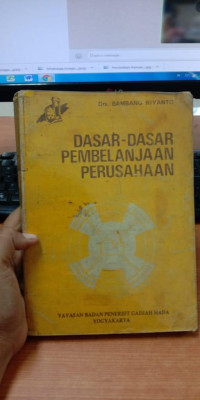 Drs. BAMBANG RIYANTO
DASAR-DASAR
PEMBELANJAAN
PERUSAHAAN
YAYASAN BADAN PENERBIT GADJAH MADA
YOGYAKARTA